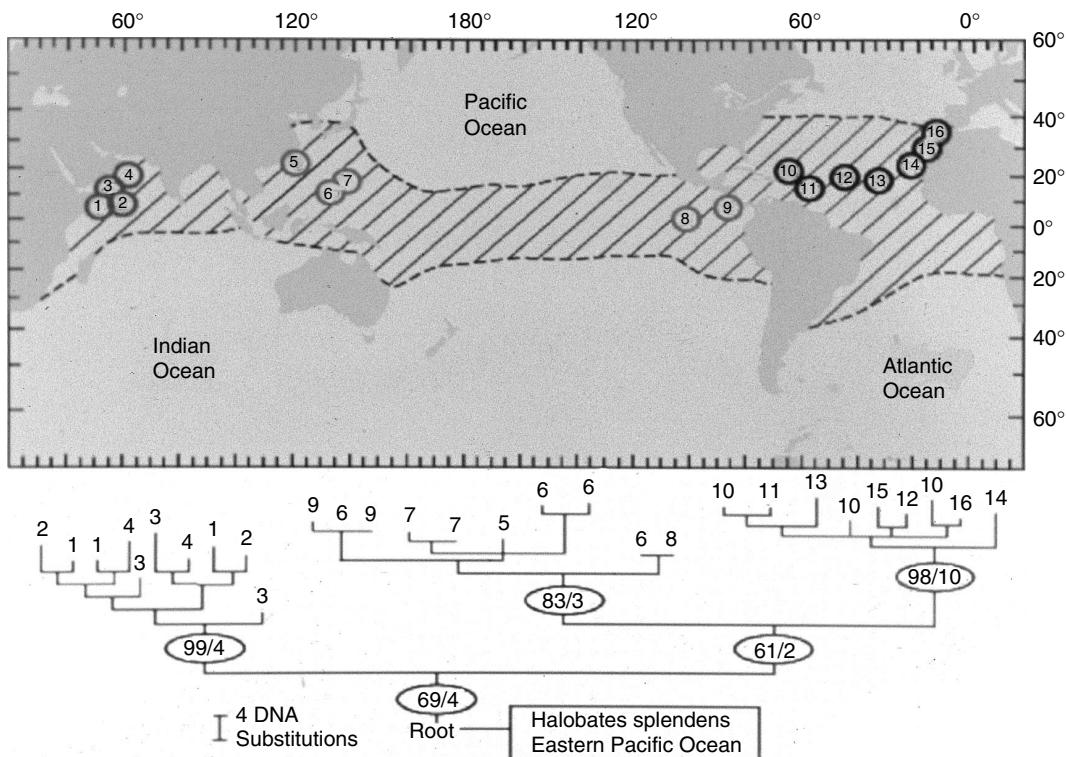 60° 120° 180 120° 60° 0°
60°
Pacific
Ocean
40°
16
15
5 4 10 14
7 12 13 20°
3 6 11
1 2 8 9
0°
20°
Indian
Ocean
40°
Atlantic
Ocean
60°
6 6 10 11 13 15 12 10 16 14
9 6 9 7 7 5
2 1 1 4 3 4 1 2 6 8
3
98/10
83/3
3
99/4 61/2
69/4
4 DNA
Substitutions
Root
Halobates splendens
Eastern Pacific Ocean
10